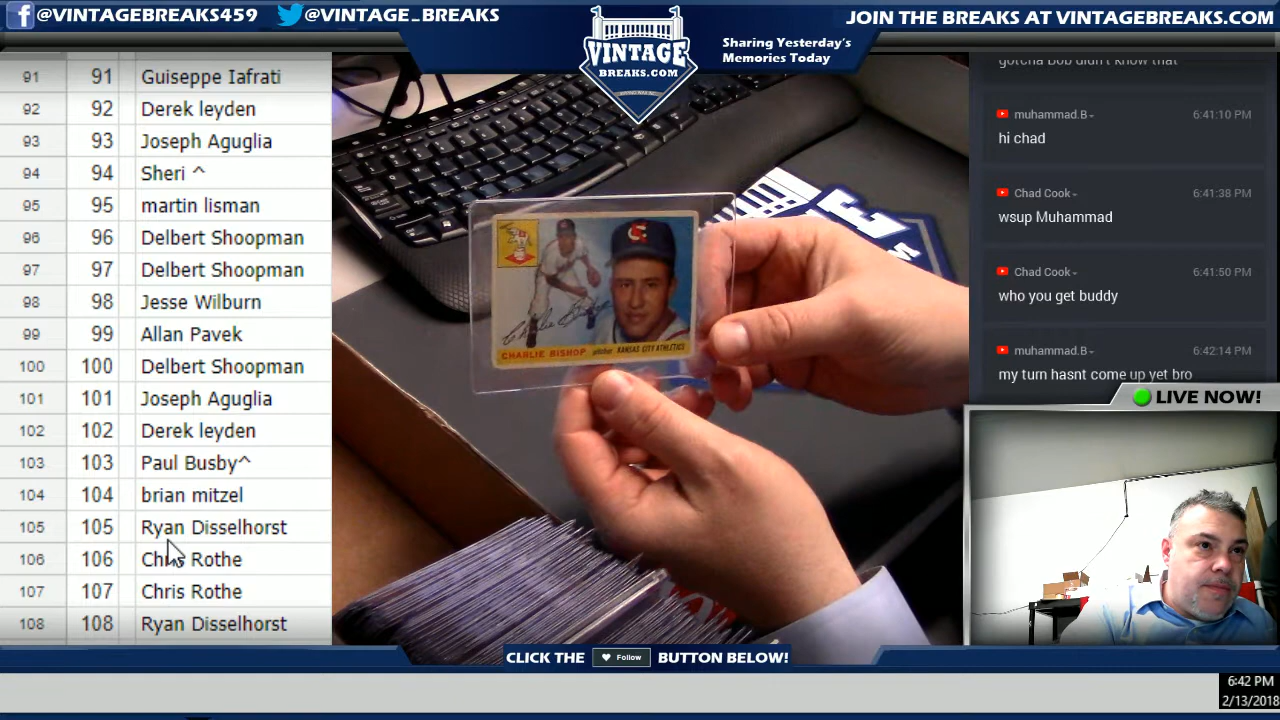 @VINTAGEBREAKS459
@VINTAGE_BREAKS
VINTAGE
BREAKS.COM
Sharing Yesterday's
Memories Today
JOIN THE BREAKS AT VINTAGEBREAKS.COM
91 91 Guiseppe Iafrati
92 92 Derek leyden
93 93 Joseph Aguglia
94 94 Sheri ^
95 95 martin lisman
96 96 Delbert Shoopman
97 97 Delbert Shoopman
98 98 Jesse Wilburn
99 99 Allan Pavek
100 100 Delbert Shoopman
101 101 Joseph Aguglia
102 102 Derek leyden
103 103 Paul Busby^
104 104 brian mitzel
105 105 Ryan Disselhorst
106 106 Chris Rothe
107 107 Chris Rothe
108 108 Ryan Disselhorst
Charlie Bishop
CHARLIE BISHOP pitcher KANSAS CITY ATHLETICS
gotcha Bob didn't know that
muhammad.B 6:41:10 PM
hi chad
Chad Cook 6:41:38 PM
wsup Muhammad
Chad Cook 6:41:50 PM
who you get buddy
muhammad.B 6:42:14 PM
my turn hasnt come up yet bro
LIVE NOW!
CLICK THE Follow BUTTON BELOW!
6:42 PM
2/13/2018